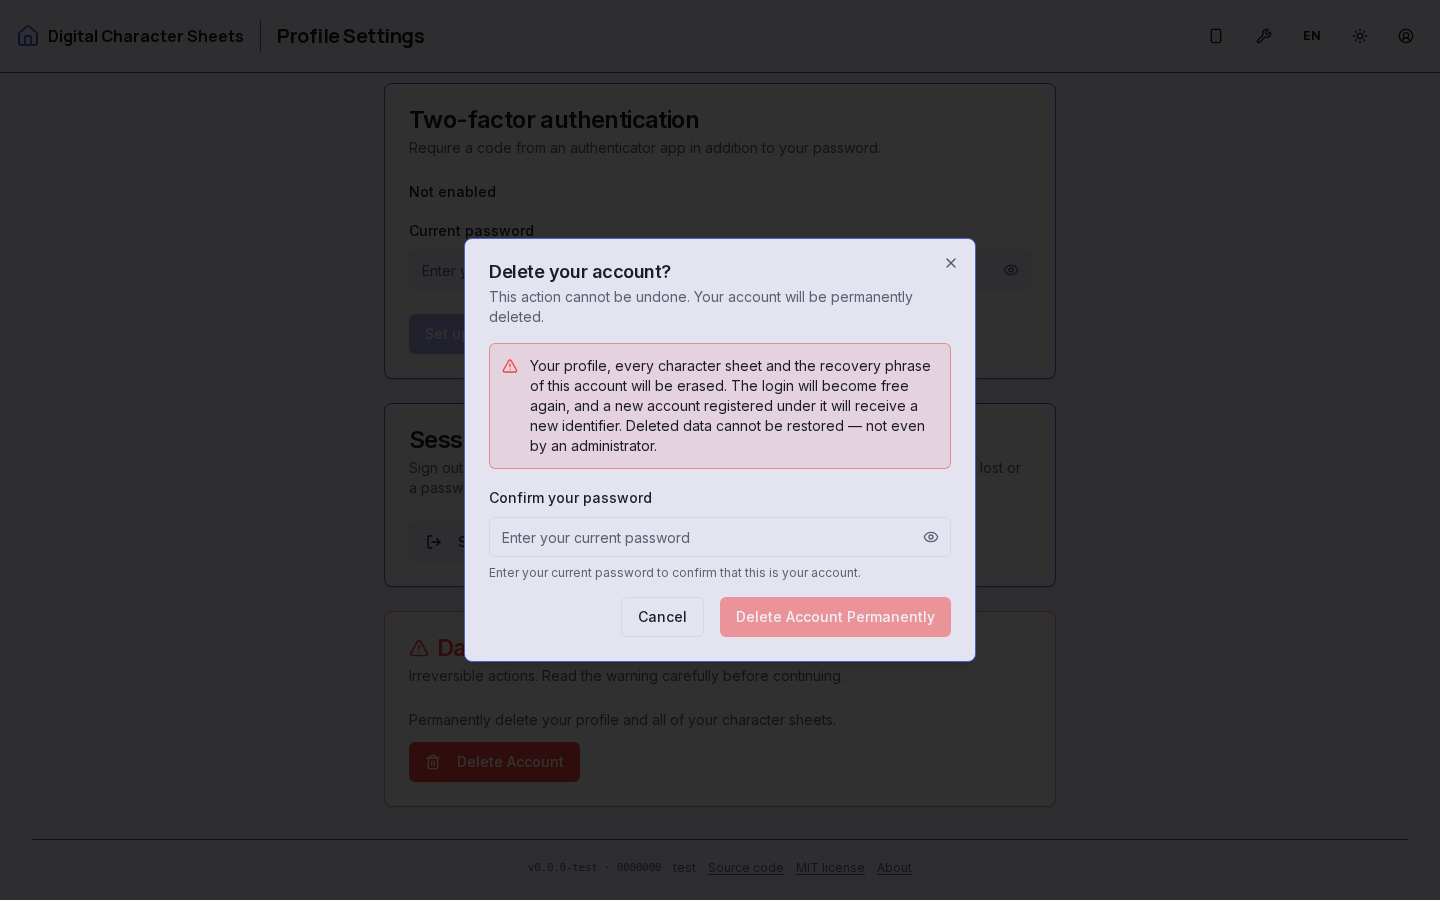 Digital Character Sheets
Profile Settings
EN
Two-factor authentication
Require a code from an authenticator app in addition to your password.
Not enabled
Current password
Enter
Set
Delete your account?
This action cannot be undone. Your account will be permanently
deleted.
Your profile, every character sheet and the recovery phrase
of this account will be erased. The login will become free
again, and a new account registered under it will receive a
new identifier. Deleted data cannot be restored — not even
by an administrator.
Confirm your password
Enter your current password
Enter your current password to confirm that this is your account.
Cancel
Delete Account Permanently
Sign out
lost or
a
Irreversible actions. Read the warning carefully before continuing.
Permanently delete your profile and all of your character sheets.
Delete Account
v0.0.0-test · 0000000 test Source code MIT license About